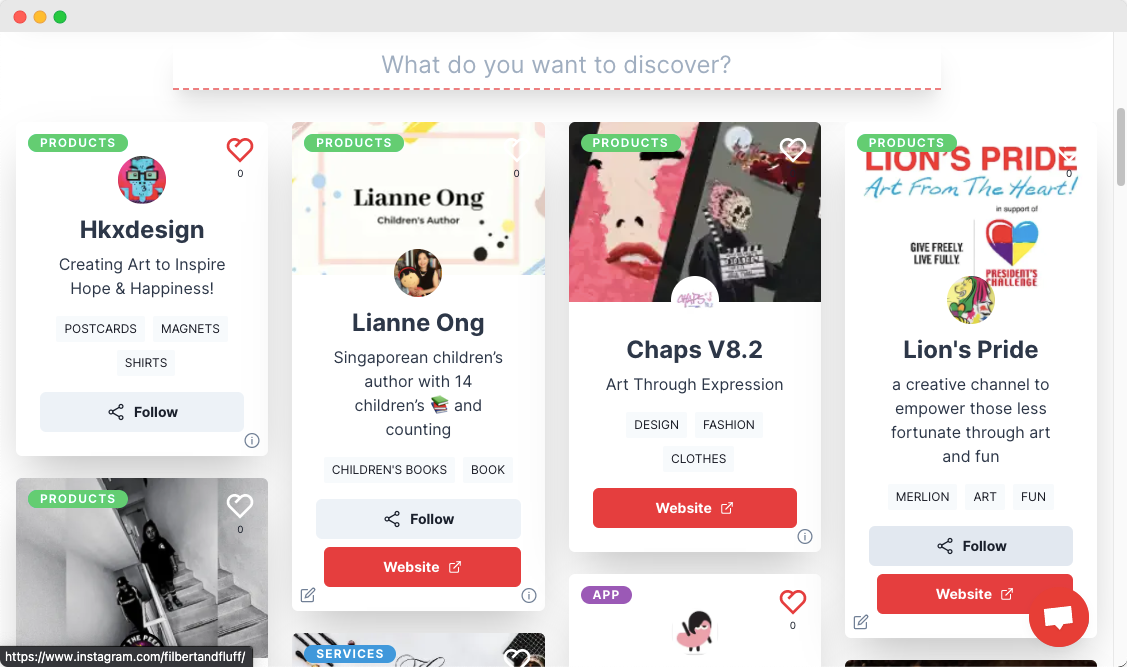 What do you want to discover?
PRODUCTS
0
Hkxdesign
Creating Art to Inspire
Hope & Happiness!
POSTCARDS MAGNETS
SHIRTS
Follow
PRODUCTS
0
THE PEEL
PRODUCTS
0
Lianne Ong
Children's Author
Lianne Ong
Singaporean children’s
author with 14
children’s 📚 and
counting
CHILDREN'S BOOKS BOOK
Follow
Website
SERVICES
PRODUCTS
CHAPS
Chaps V8.2
Art Through Expression
DESIGN FASHION
CLOTHES
Website
APP
0
PRODUCTS
0
LION'S PRIDE
Art From The Heart!
in support of
GIVE FREELY.
LIVE FULLY.
PRESIDENT'S
CHALLENGE
Lion's Pride
a creative channel to
empower those less
fortunate through art
and fun
MERLION ART FUN
Follow
Website
https://www.instagram.com/filbertandfluff/